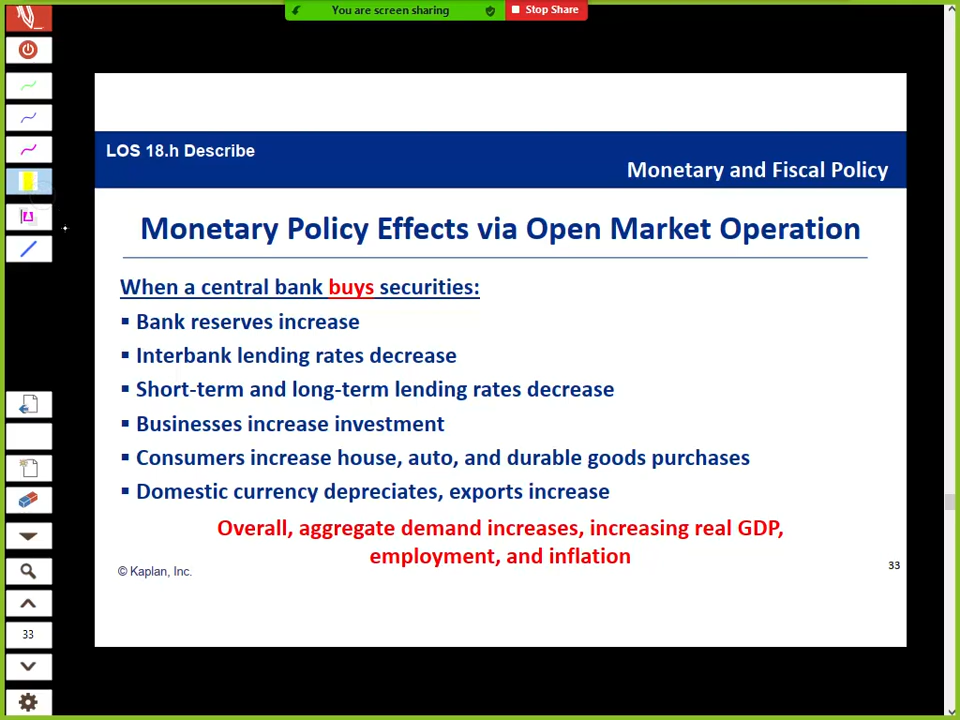 You are screen sharing
Stop Share
LOS 18.h Describe
Monetary and Fiscal Policy
Monetary Policy Effects via Open Market Operation
When a central bank buys securities:
▪ Bank reserves increase
▪ Interbank lending rates decrease
▪ Short-term and long-term lending rates decrease
▪ Businesses increase investment
▪ Consumers increase house, auto, and durable goods purchases
▪ Domestic currency depreciates, exports increase
Overall, aggregate demand increases, increasing real GDP,
employment, and inflation
© Kaplan, Inc.
33
33